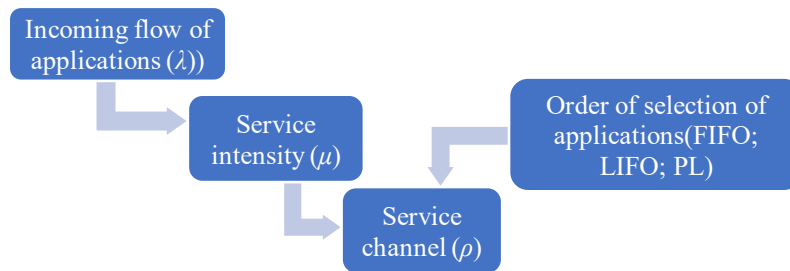 Incoming flow of
applications (λ))
Service
intensity (μ)
Order of selection of
applications(FIFO;
LIFO; PL)
Service
channel (ρ)